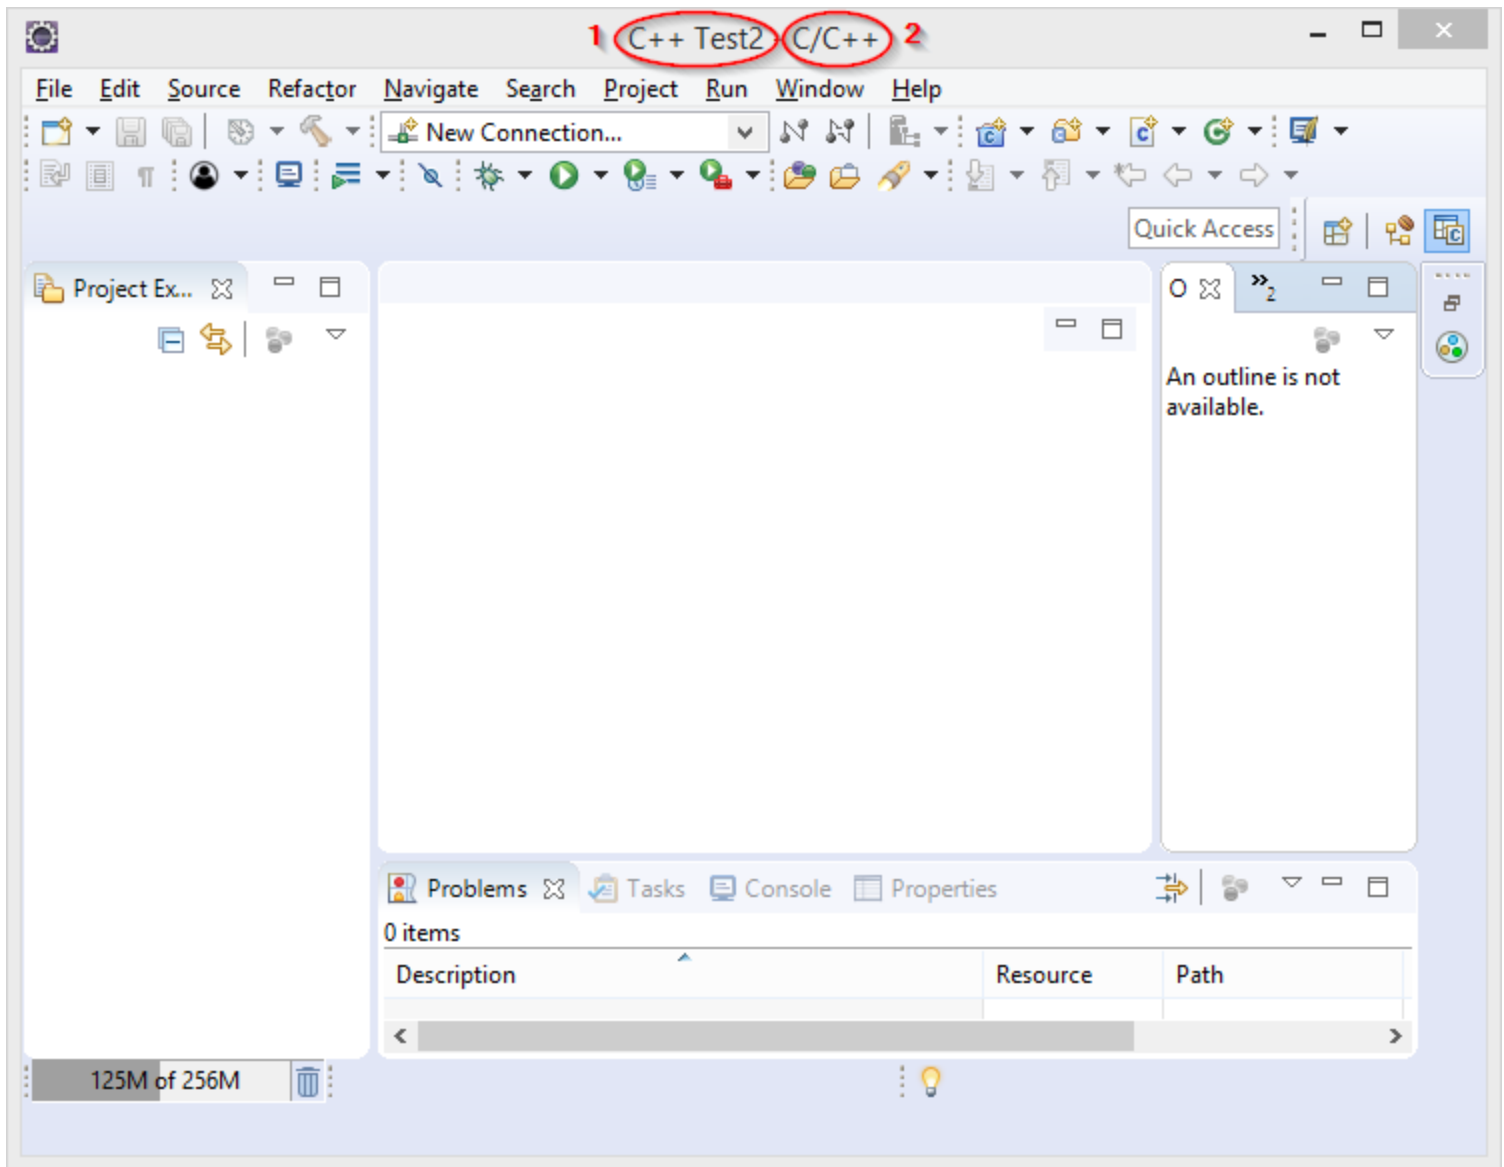 1 C++ Test2 - C/C++ 2
File Edit Source Refactor Navigate Search Project Run Window Help
New Connection...
Quick Access
Project Ex...
O »2
An outline is not
available.
Problems Tasks Console Properties
0 items
Description Resource Path
125M of 256M